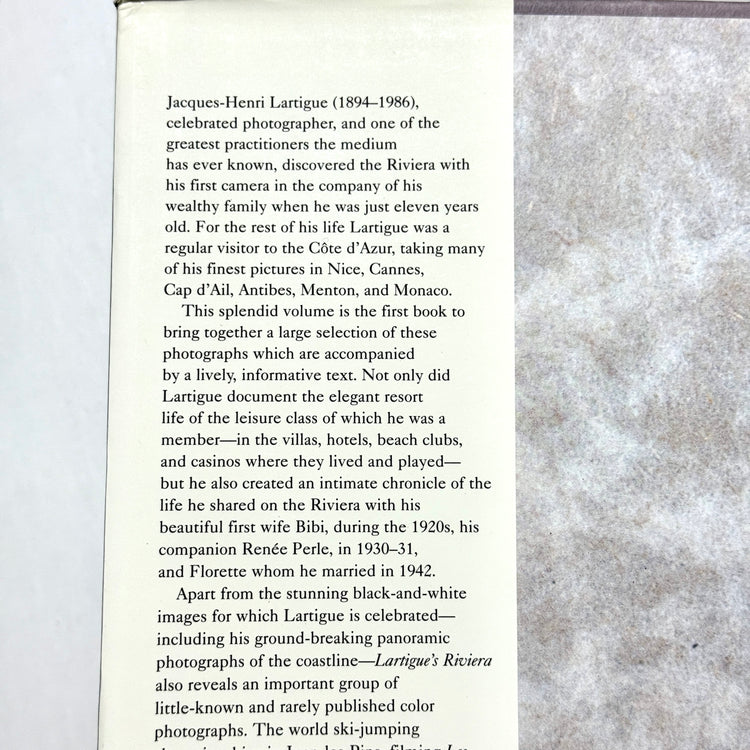 Jacques-Henri Lartigue (1894–1986),
celebrated photographer, and one of the
greatest practitioners the medium
has ever known, discovered the Riviera with
his first camera in the company of his
wealthy family when he was just eleven years
old. For the rest of his life Lartigue was a
regular visitor to the Côte d'Azur, taking many
of his finest pictures in Nice, Cannes,
Cap d'Ail, Antibes, Menton, and Monaco.
This splendid volume is the first book to
bring together a large selection of these
photographs which are accompanied
by a lively, informative text. Not only did
Lartigue document the elegant resort
life of the leisure class of which he was a
member—in the villas, hotels, beach clubs,
and casinos where they lived and played—
but he also created an intimate chronicle of the
life he shared on the Riviera with his
beautiful first wife Bibi, during the 1920s, his
companion Renée Perle, in 1930–31,
and Florette whom he married in 1942.
Apart from the stunning black-and-white
images for which Lartigue is celebrated—
including his ground-breaking panoramic
photographs of the coastline—Lartigue's Riviera
also reveals an important group of
little-known and rarely published color
photographs. The world ski-jumping